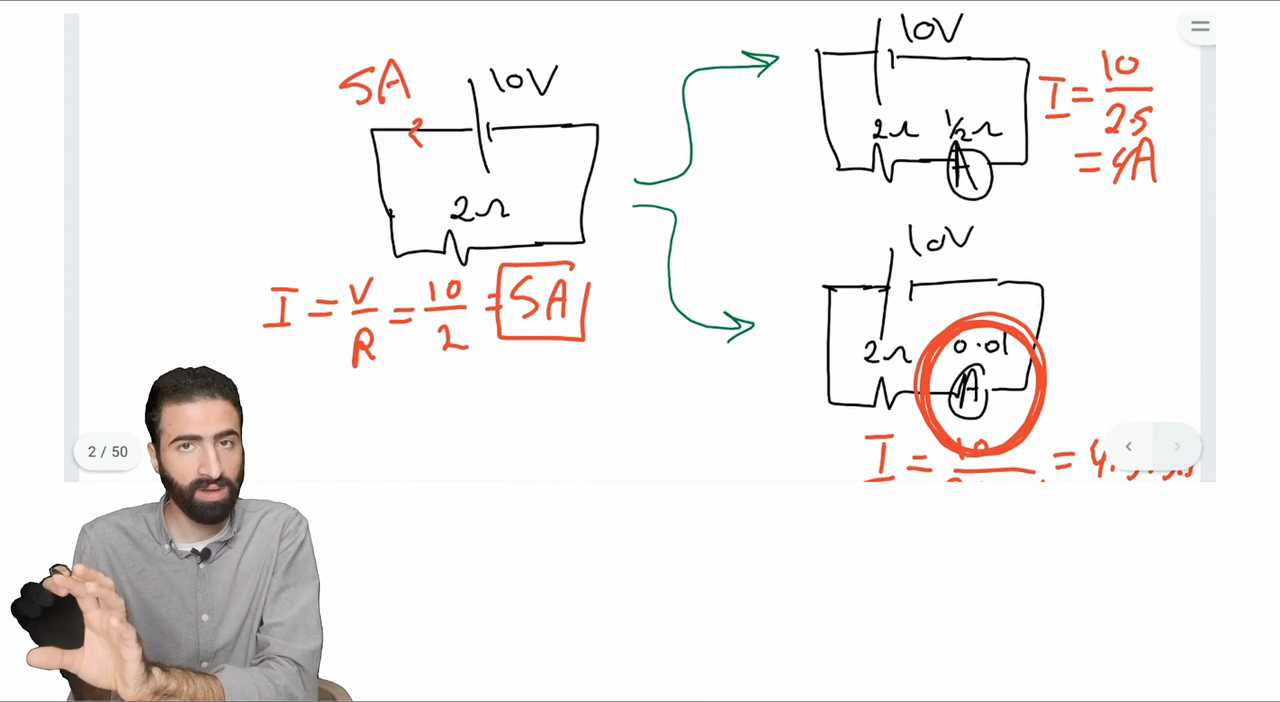 5A
10V
2Ω
I = V/R = 10/2 = 5A
10V
2Ω 1/2Ω
A
I = 10/2.5
= 4A
10V
2Ω 0.01
A
I = 10 =
2 / 50